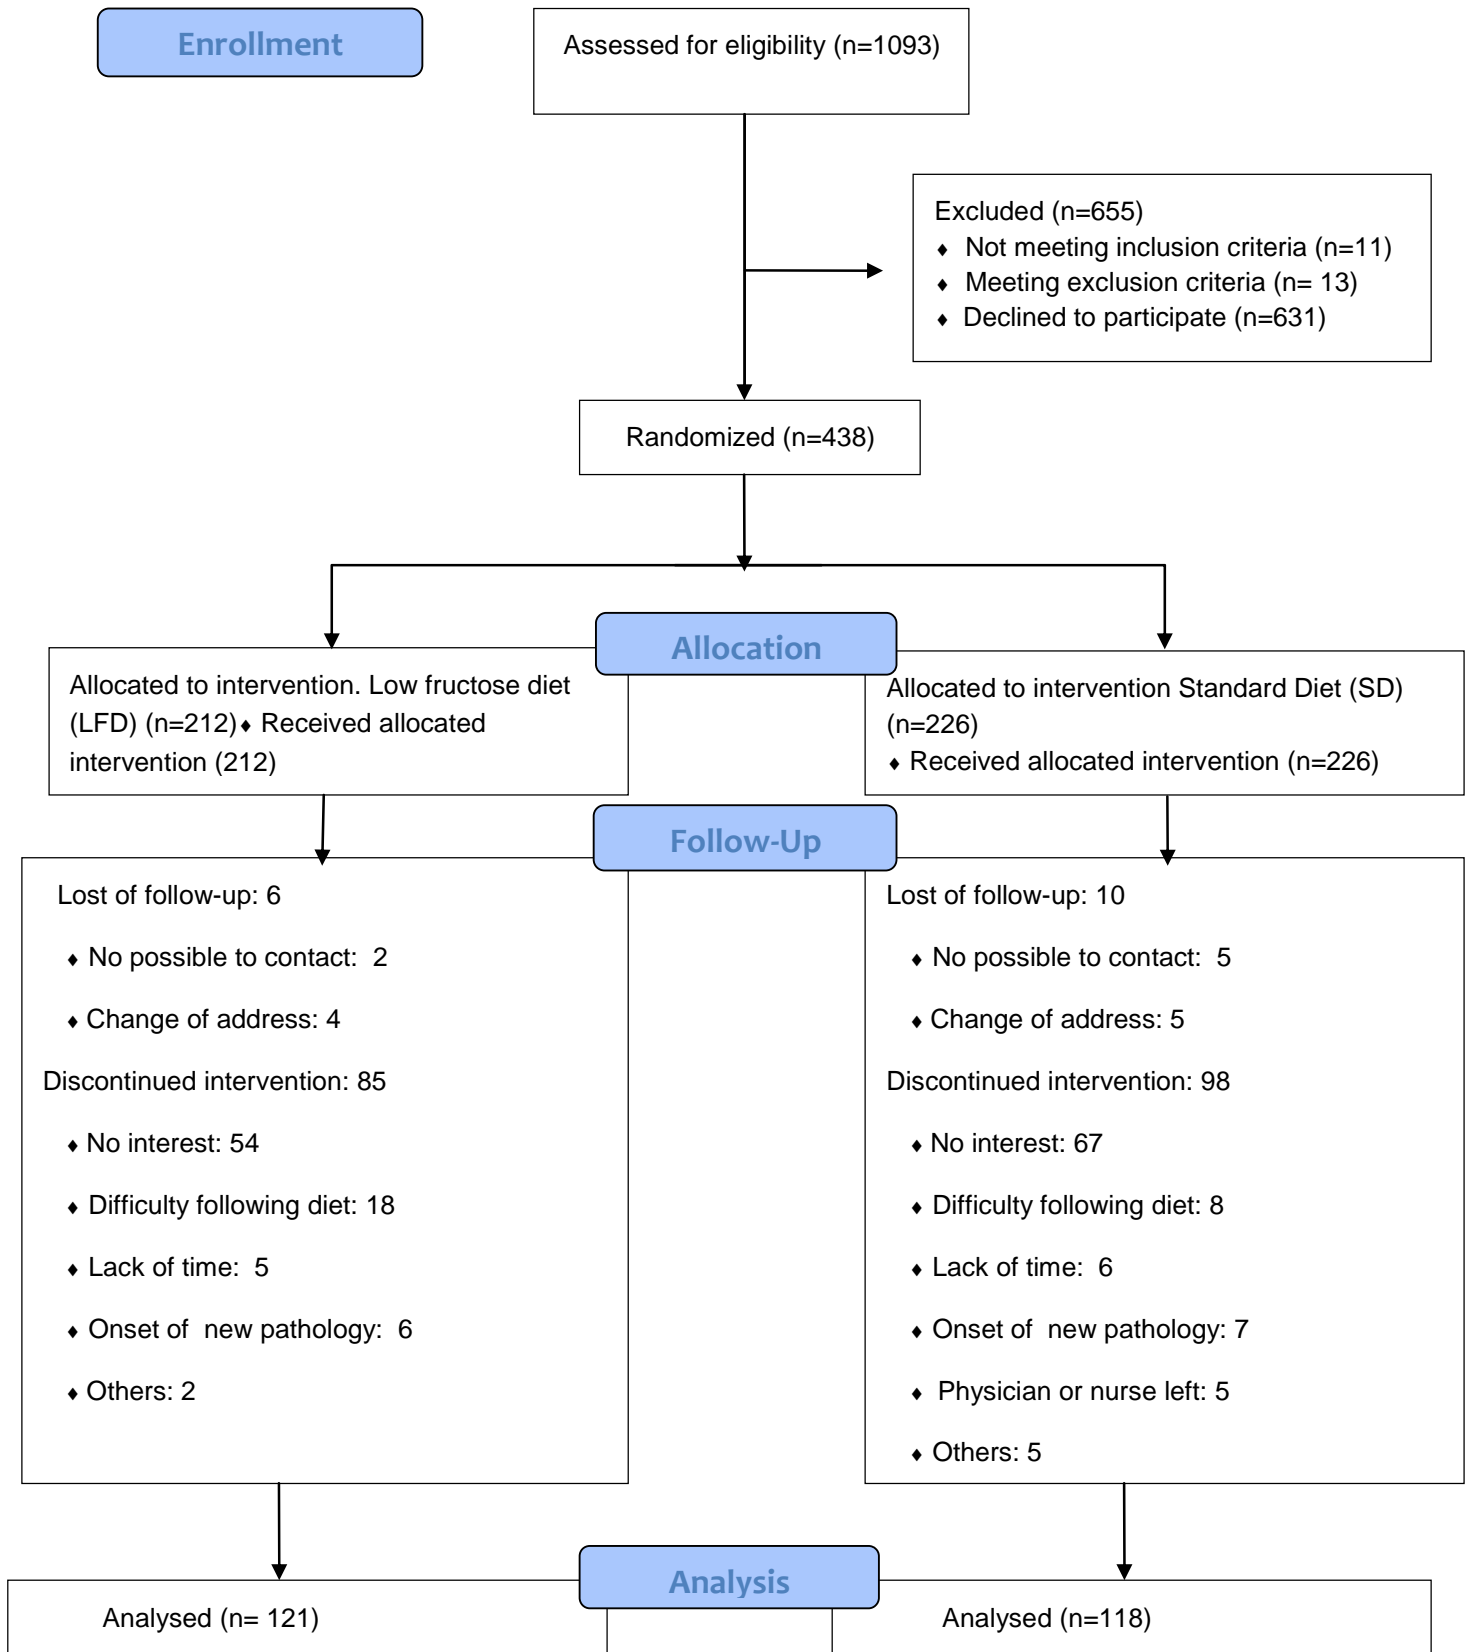 Enrollment
Assessed for eligibility (n=1093)
Excluded (n=655)
♦ Not meeting inclusion criteria (n=11)
♦ Meeting exclusion criteria (n= 13)
♦ Declined to participate (n=631)
Randomized (n=438)
Allocation
Allocated to intervention. Low fructose diet
(LFD) (n=212)♦ Received allocated
intervention (212)
Allocated to intervention Standard Diet (SD)
(n=226)
♦ Received allocated intervention (n=226)
Follow-Up
Lost of follow-up: 6
♦ No possible to contact: 2
♦ Change of address: 4
Discontinued intervention: 85
♦ No interest: 54
♦ Difficulty following diet: 18
♦ Lack of time: 5
♦ Onset of new pathology: 6
♦ Others: 2
Lost of follow-up: 10
♦ No possible to contact: 5
♦ Change of address: 5
Discontinued intervention: 98
♦ No interest: 67
♦ Difficulty following diet: 8
♦ Lack of time: 6
♦ Onset of new pathology: 7
♦ Physician or nurse left: 5
♦ Others: 5
Analysis
Analysed (n= 121)
Analysed (n=118)